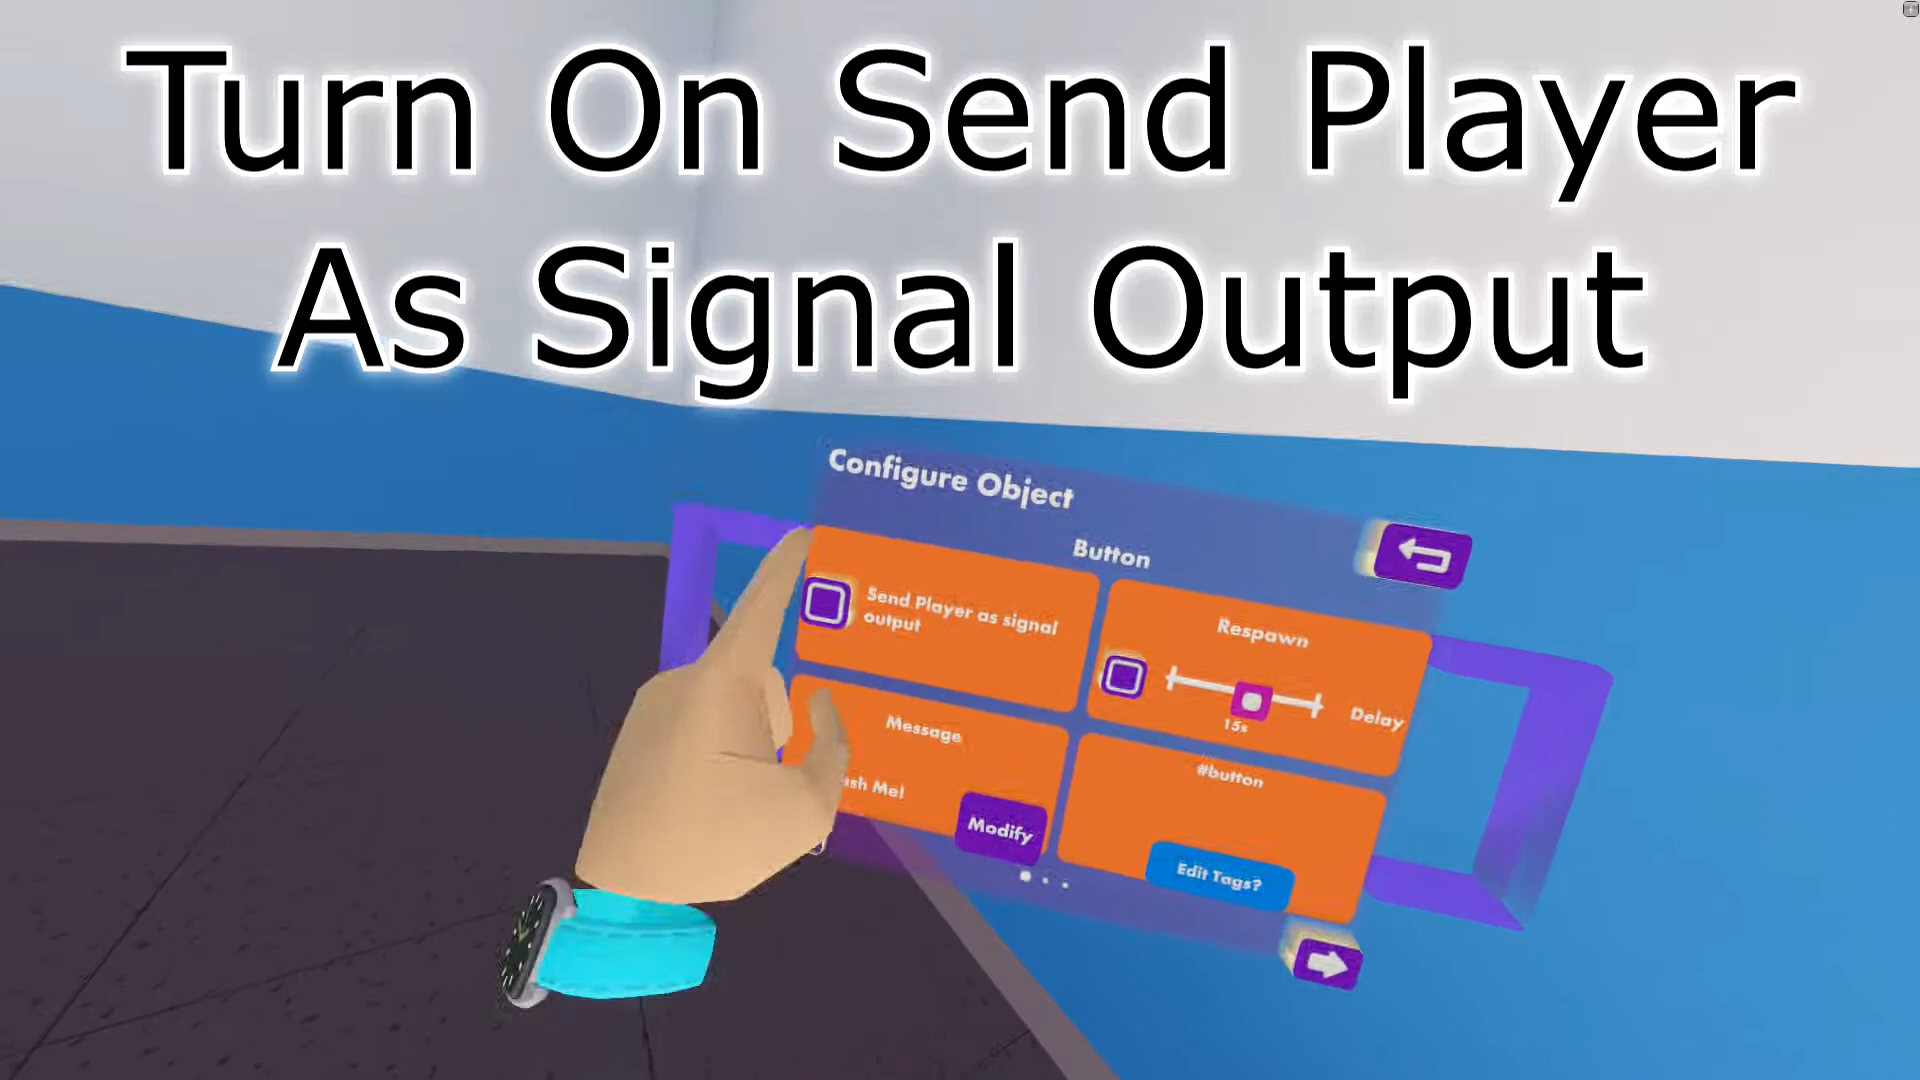 Turn On Send Player
As Signal Output
Configure Object
Button
Send Player as signal
output
Respawn
15s
Delay
Message
Modify
#button
Edit Tags?